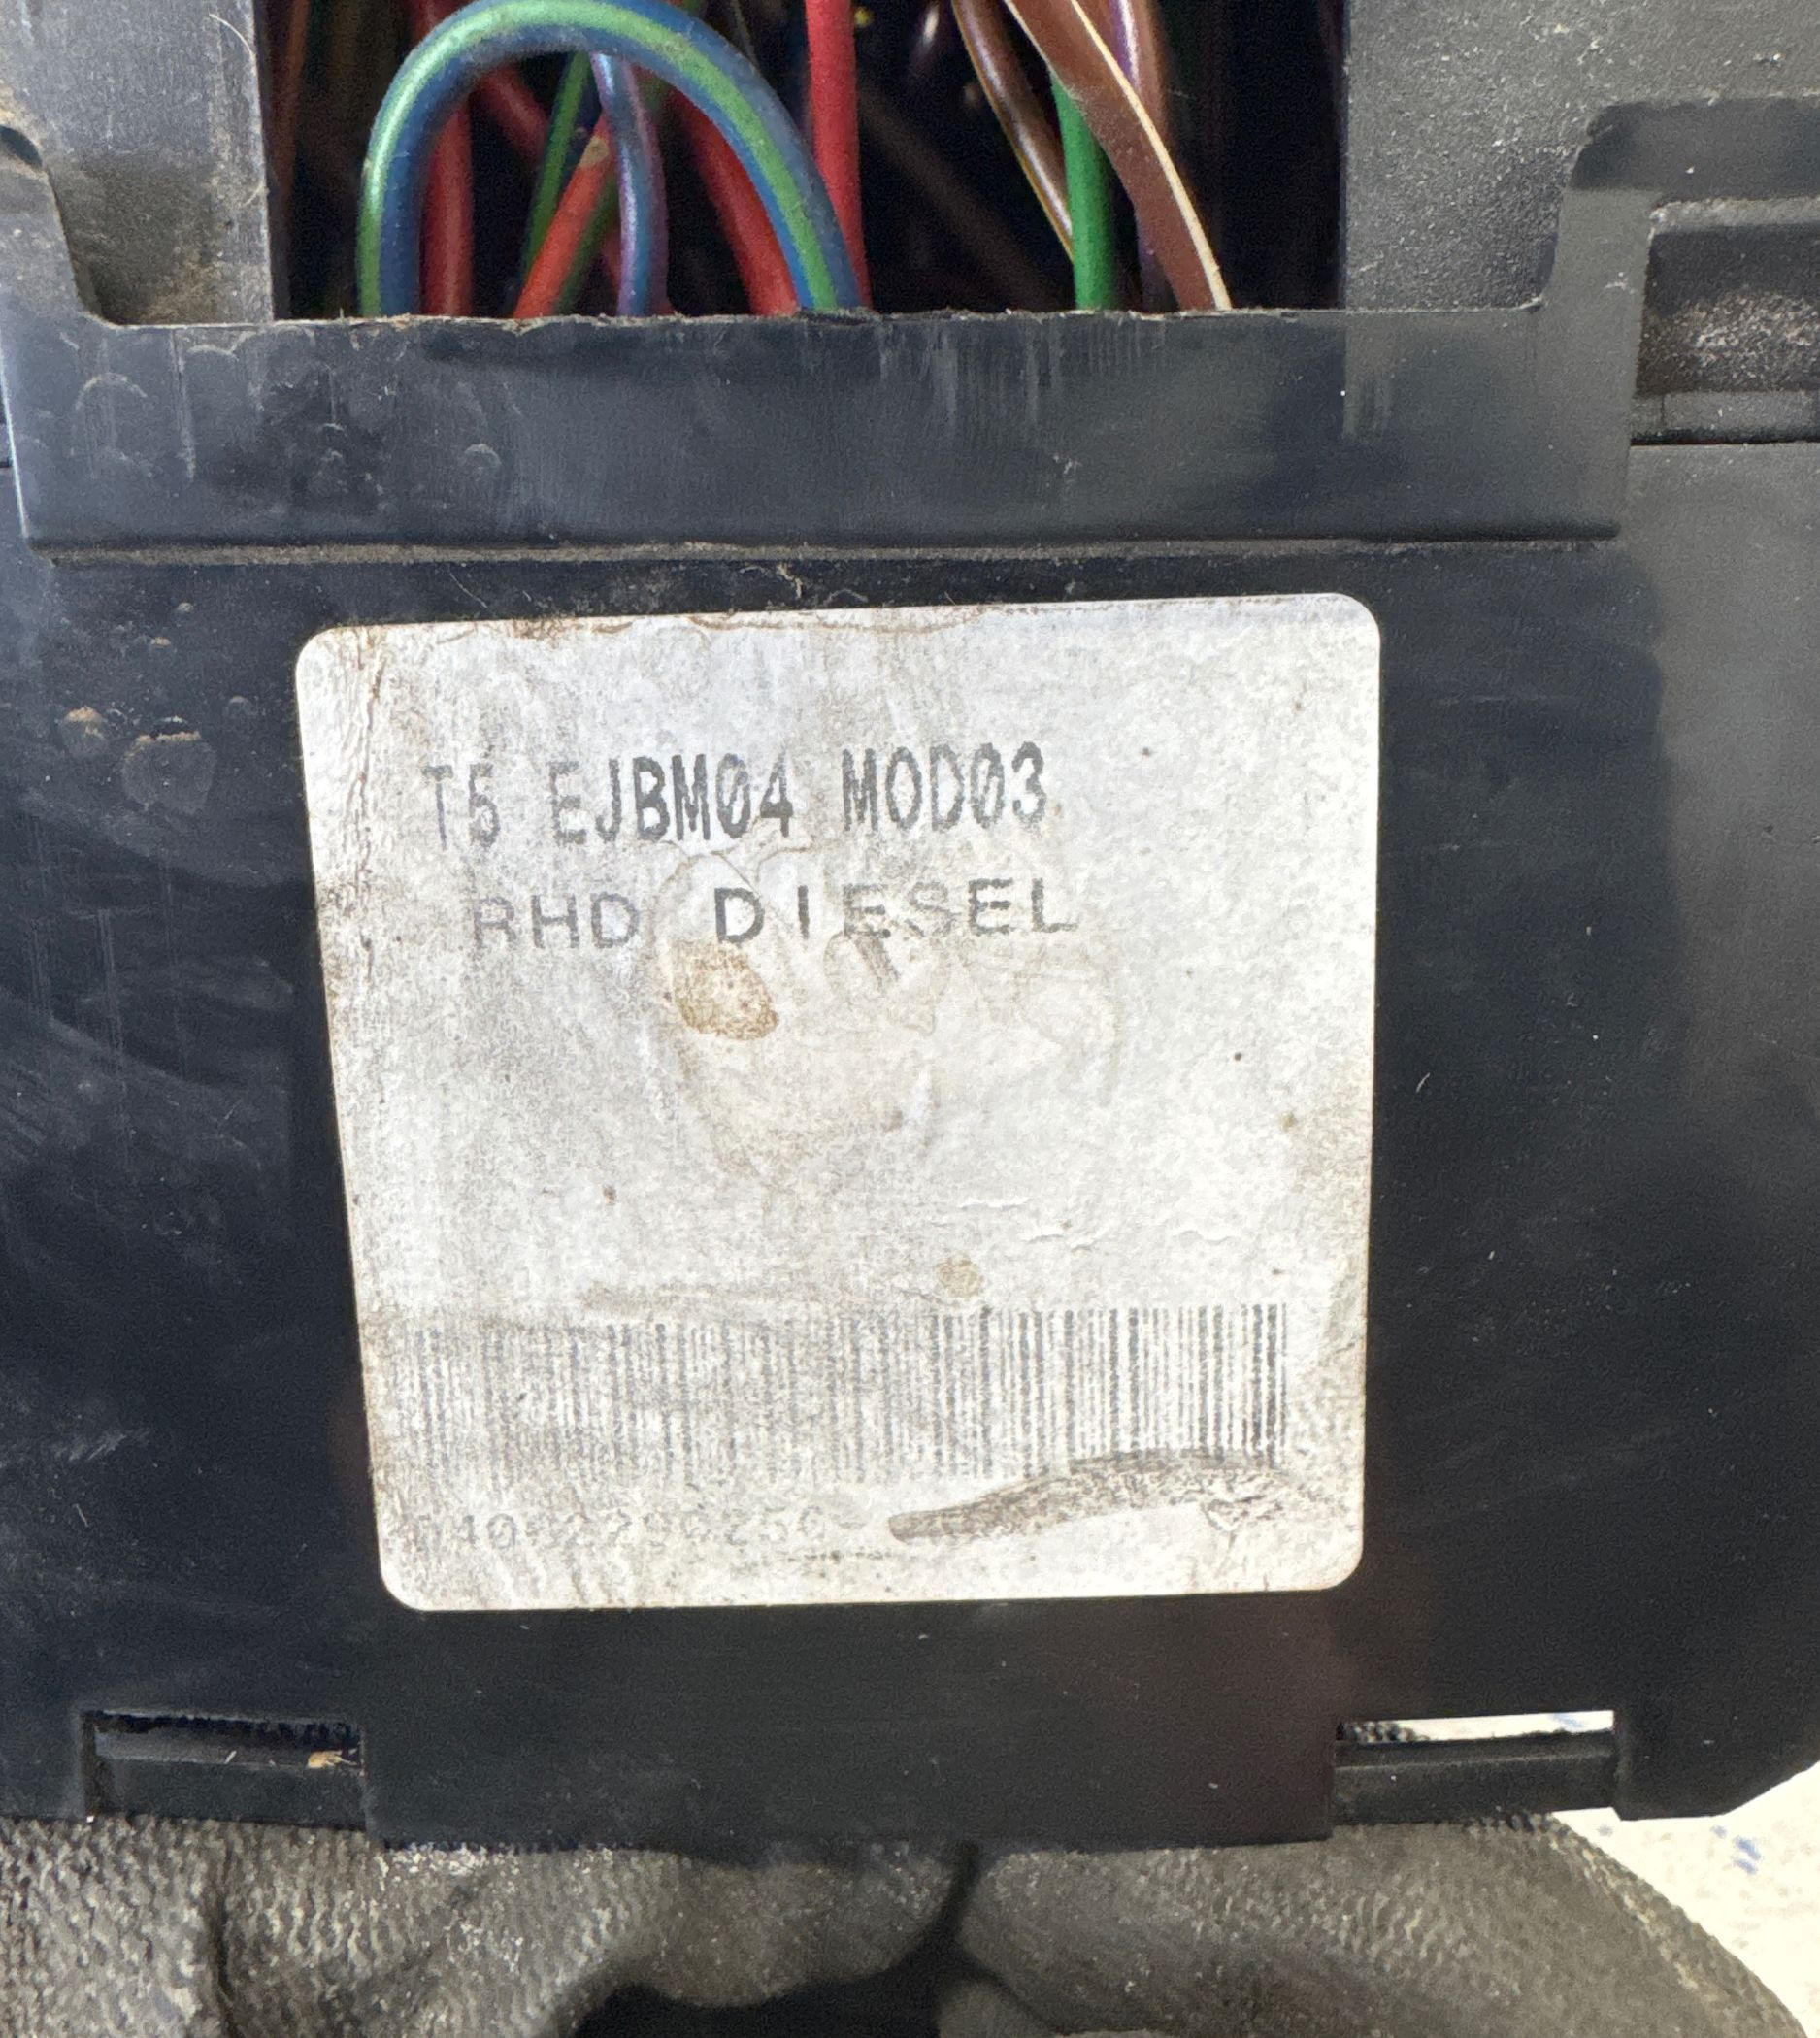 T5 EJBM04 MOD03
RHD DIESEL